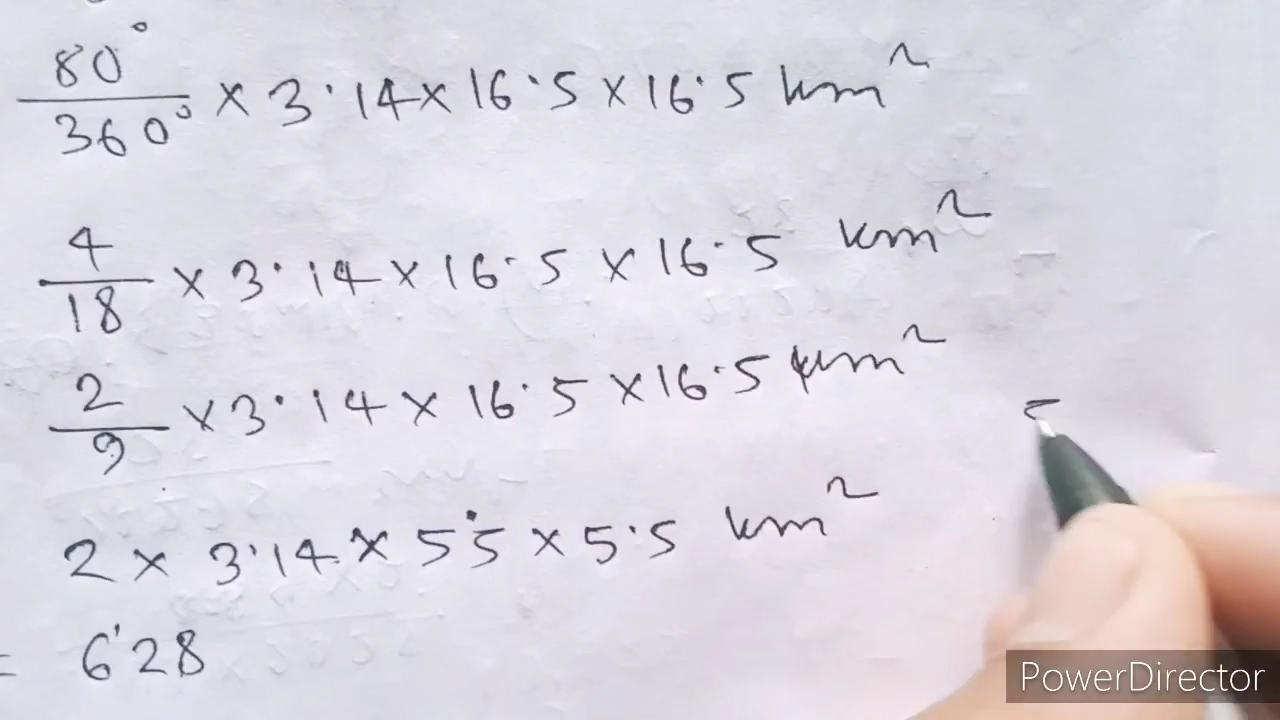 80°/360° × 3.14 × 16.5 × 16.5 km²
4/18 × 3.14 × 16.5 × 16.5 km²
2/9 × 3.14 × 16.5 × 16.5 km²
2 × 3.14 × 5.5 × 5.5 km²
= 6.28
PowerDirector